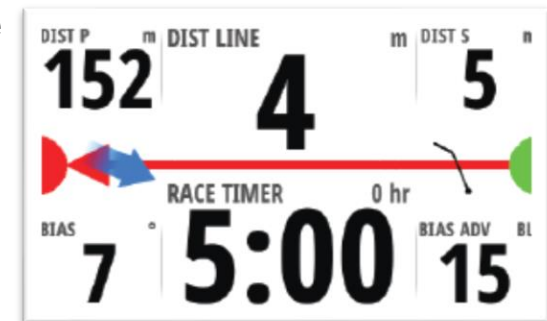 DIST P m DIST LINE m DIST S
152 4 5
RACE TIMER 0 hr
BIAS ° BIAS ADV
7 5:00 15